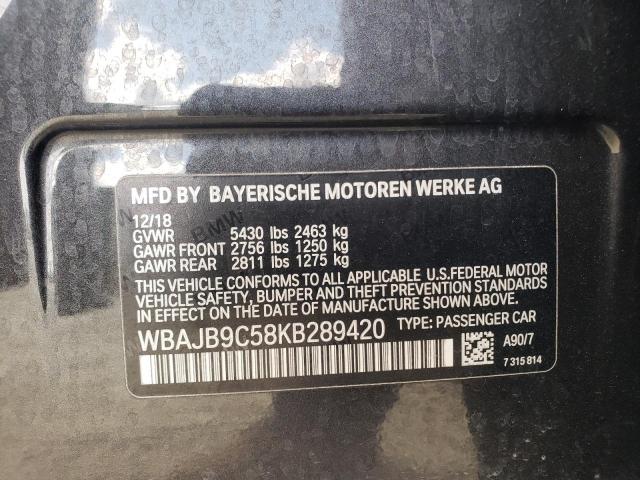 MFD BY BAYERISCHE MOTOREN WERKE AG
12/18
GVWR 5430 lbs 2463 kg
GAWR FRONT 2756 lbs 1250 kg
GAWR REAR 2811 lbs 1275 kg
THIS VEHICLE CONFORMS TO ALL APPLICABLE U.S.FEDERAL MOTOR
VEHICLE SAFETY, BUMPER AND THEFT PREVENTION STANDARDS
IN EFFECT ON THE DATE OF MANUFACTURE SHOWN ABOVE.
WBAJB9C58KB289420 TYPE: PASSENGER CAR
A90/7
7 315 814
BMW